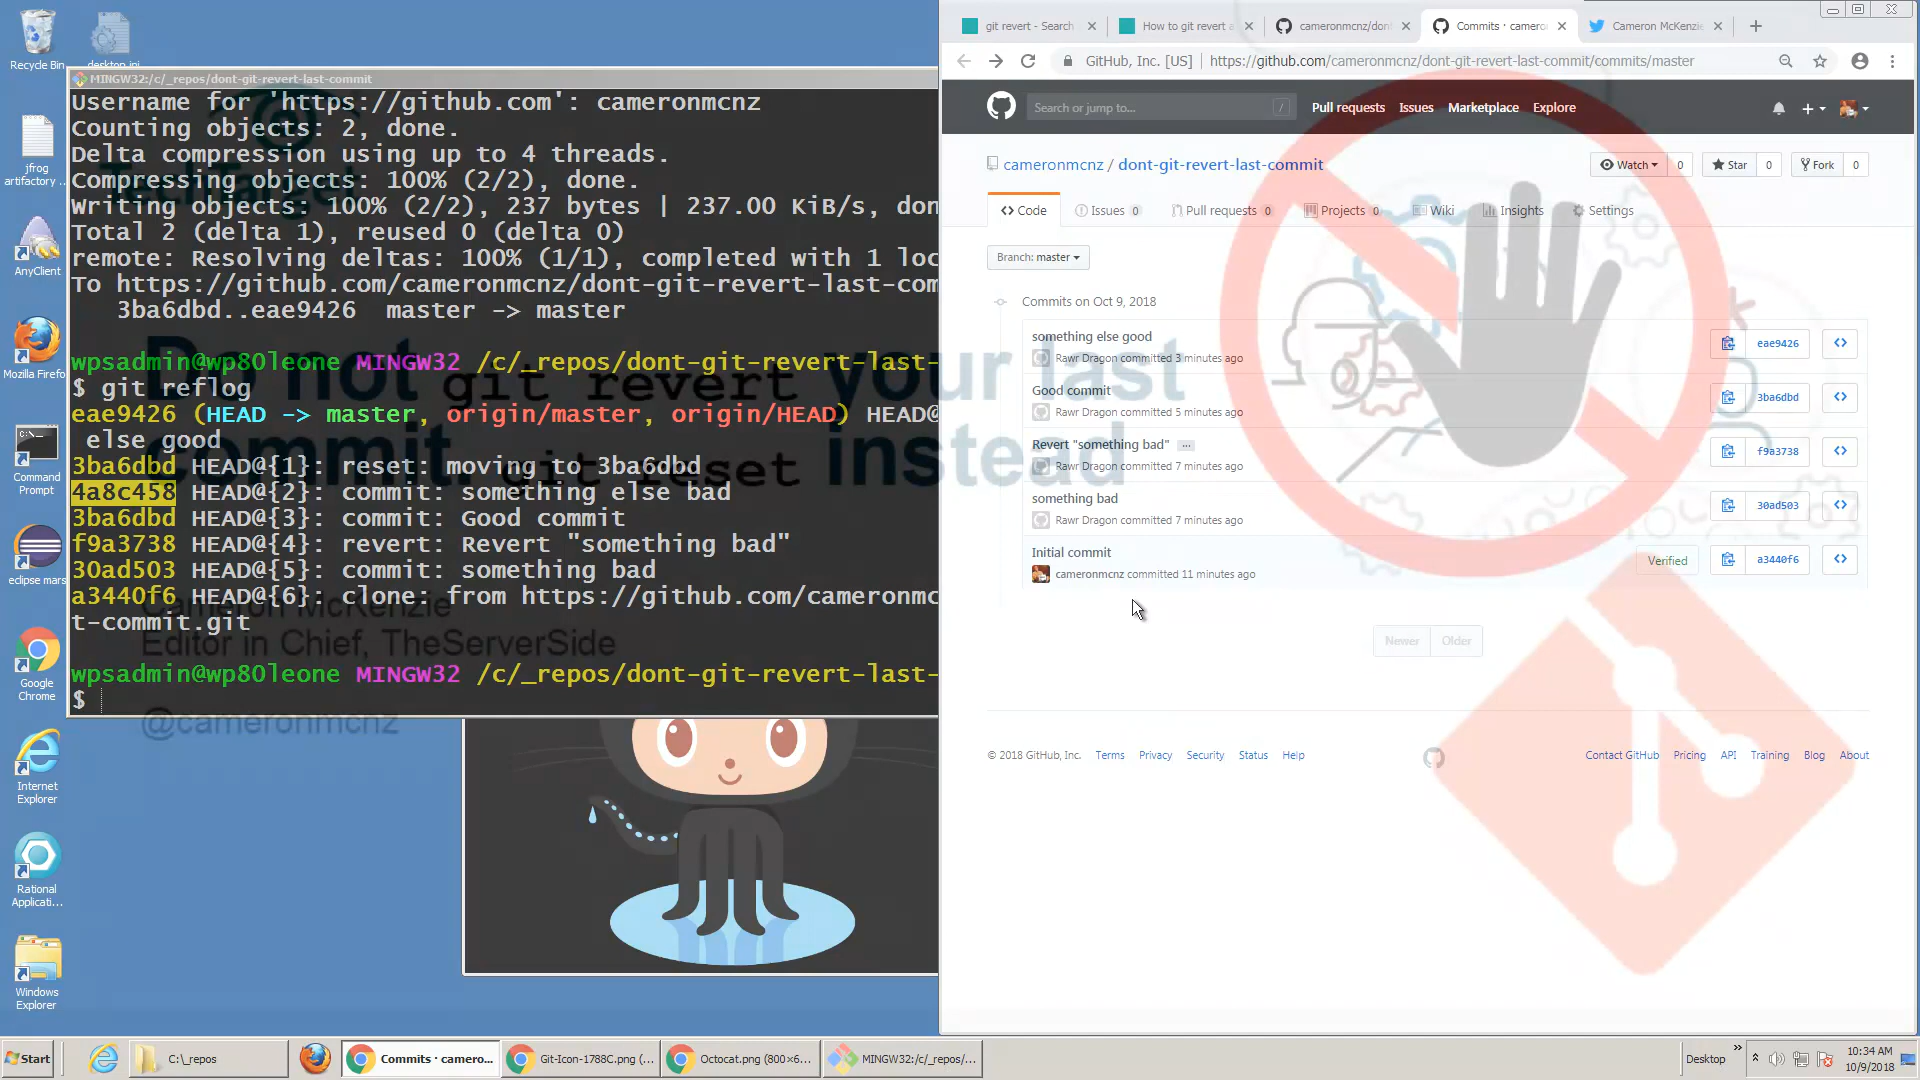 Recycle Bin
desktop.ini
jfrog
artifactory ...
AnyClient
Mozilla Firefo
Command
Prompt
eclipse mars
Google
Chrome
Internet
Explorer
Rational
Applicati...
Windows
Explorer
MINGW32:/c/_repos/dont-git-revert-last-commit
Username for 'https://github.com': cameronmcnz
Counting objects: 2, done.
Delta compression using up to 4 threads.
Compressing objects: 100% (2/2), done.
Writing objects: 100% (2/2), 237 bytes | 237.00 KiB/s, don
Total 2 (delta 1), reused 0 (delta 0)
remote: Resolving deltas: 100% (1/1), completed with 1 loc
To https://github.com/cameronmcnz/dont-git-revert-last-com
3ba6dbd..eae9426  master -> master
wpsadmin@wp80leone MINGW32 /c/_repos/dont-git-revert-last-
$ git reflog
eae9426 (HEAD -> master, origin/master, origin/HEAD) HEAD@
else good
3ba6dbd HEAD@{1}: reset: moving to 3ba6dbd
4a8c458 HEAD@{2}: commit: something else bad
3ba6dbd HEAD@{3}: commit: Good commit
f9a3738 HEAD@{4}: revert: Revert "something bad"
30ad503 HEAD@{5}: commit: something bad
a3440f6 HEAD@{6}: clone: from https://github.com/cameronmc
t-commit.git
wpsadmin@wp80leone MINGW32 /c/_repos/dont-git-revert-last-
$
TechTarget
Do not git revert your last
commit. git reset instead
Cameron McKenzie
Editor in Chief, TheServerSide
@cameronmcnz
git revert - Search
How to git revert a
cameronmcnz/don
Commits · camero
Cameron McKenzie
GitHub, Inc. [US] | https://github.com/cameronmcnz/dont-git-revert-last-commit/commits/master
Search or jump to... /
Pull requests Issues Marketplace Explore
cameronmcnz / dont-git-revert-last-commit
Watch 0 Star 0 Fork 0
Code Issues 0 Pull requests 0 Projects 0 Wiki Insights Settings
Branch: master
Commits on Oct 9, 2018
something else good
Rawr Dragon committed 3 minutes ago
eae9426
Good commit
Rawr Dragon committed 5 minutes ago
3ba6dbd
Revert "something bad" ...
Rawr Dragon committed 7 minutes ago
f9a3738
something bad
Rawr Dragon committed 7 minutes ago
30ad503
Initial commit
cameronmcnz committed 11 minutes ago
Verified
a3440f6
Newer Older
© 2018 GitHub, Inc. Terms Privacy Security Status Help
Contact GitHub Pricing API Training Blog About
Start
C:\_repos
Commits · camero...
Git-Icon-1788C.png (...
Octocat.png (800×6...
MINGW32:/c/_repos/...
Desktop »
10:34 AM
10/9/2018